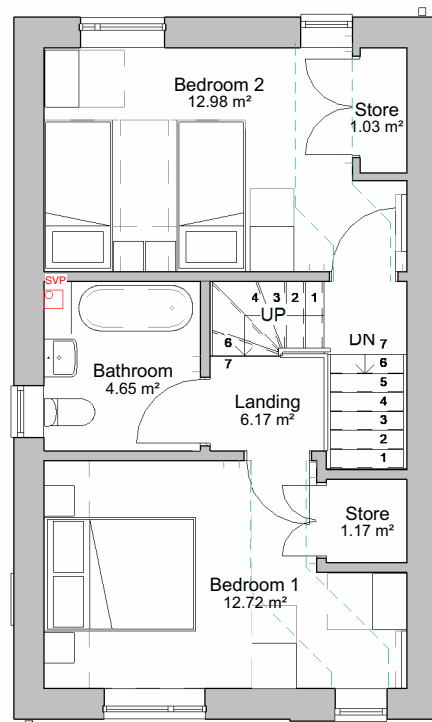 Bedroom 2
12.98 m²
Store
1.03 m²
SVP
4 3 2 1
UP
6
7
DN 7
6
5
4
3
2
1
Bathroom
4.65 m²
Landing
6.17 m²
Store
1.17 m²
Bedroom 1
12.72 m²